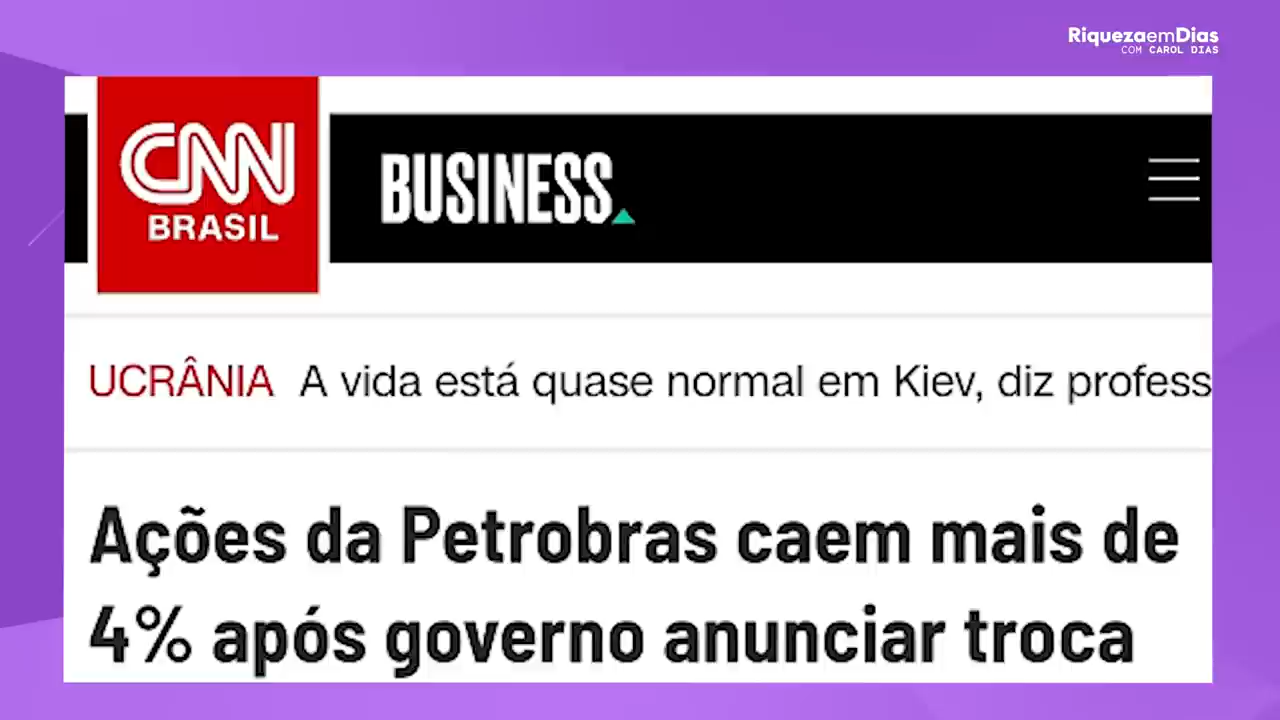 RiquezaemDias
COM CAROL DIAS
CNN
BRASIL
BUSINESS
UCRÂNIA A vida está quase normal em Kiev, diz profess
Ações da Petrobras caem mais de
4% após governo anunciar troca